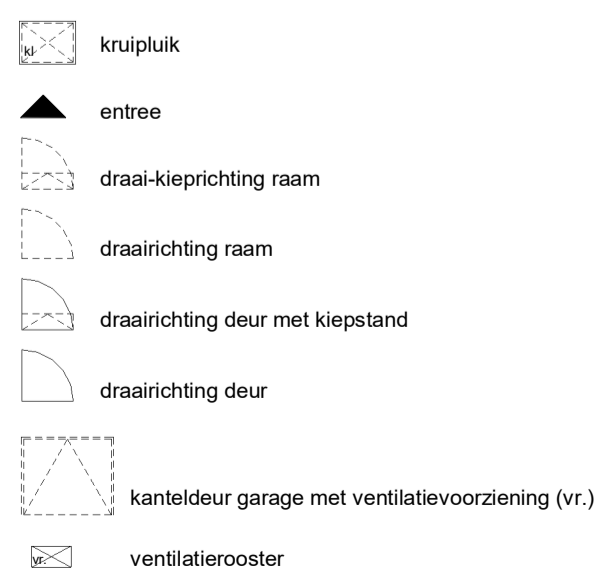 kl kruipluik
entree
draai-kieprichting raam
draairichting raam
draairichting deur met kiepstand
draairichting deur
kanteldeur garage met ventilatievoorziening (vr.)
vr. ventilatierooster